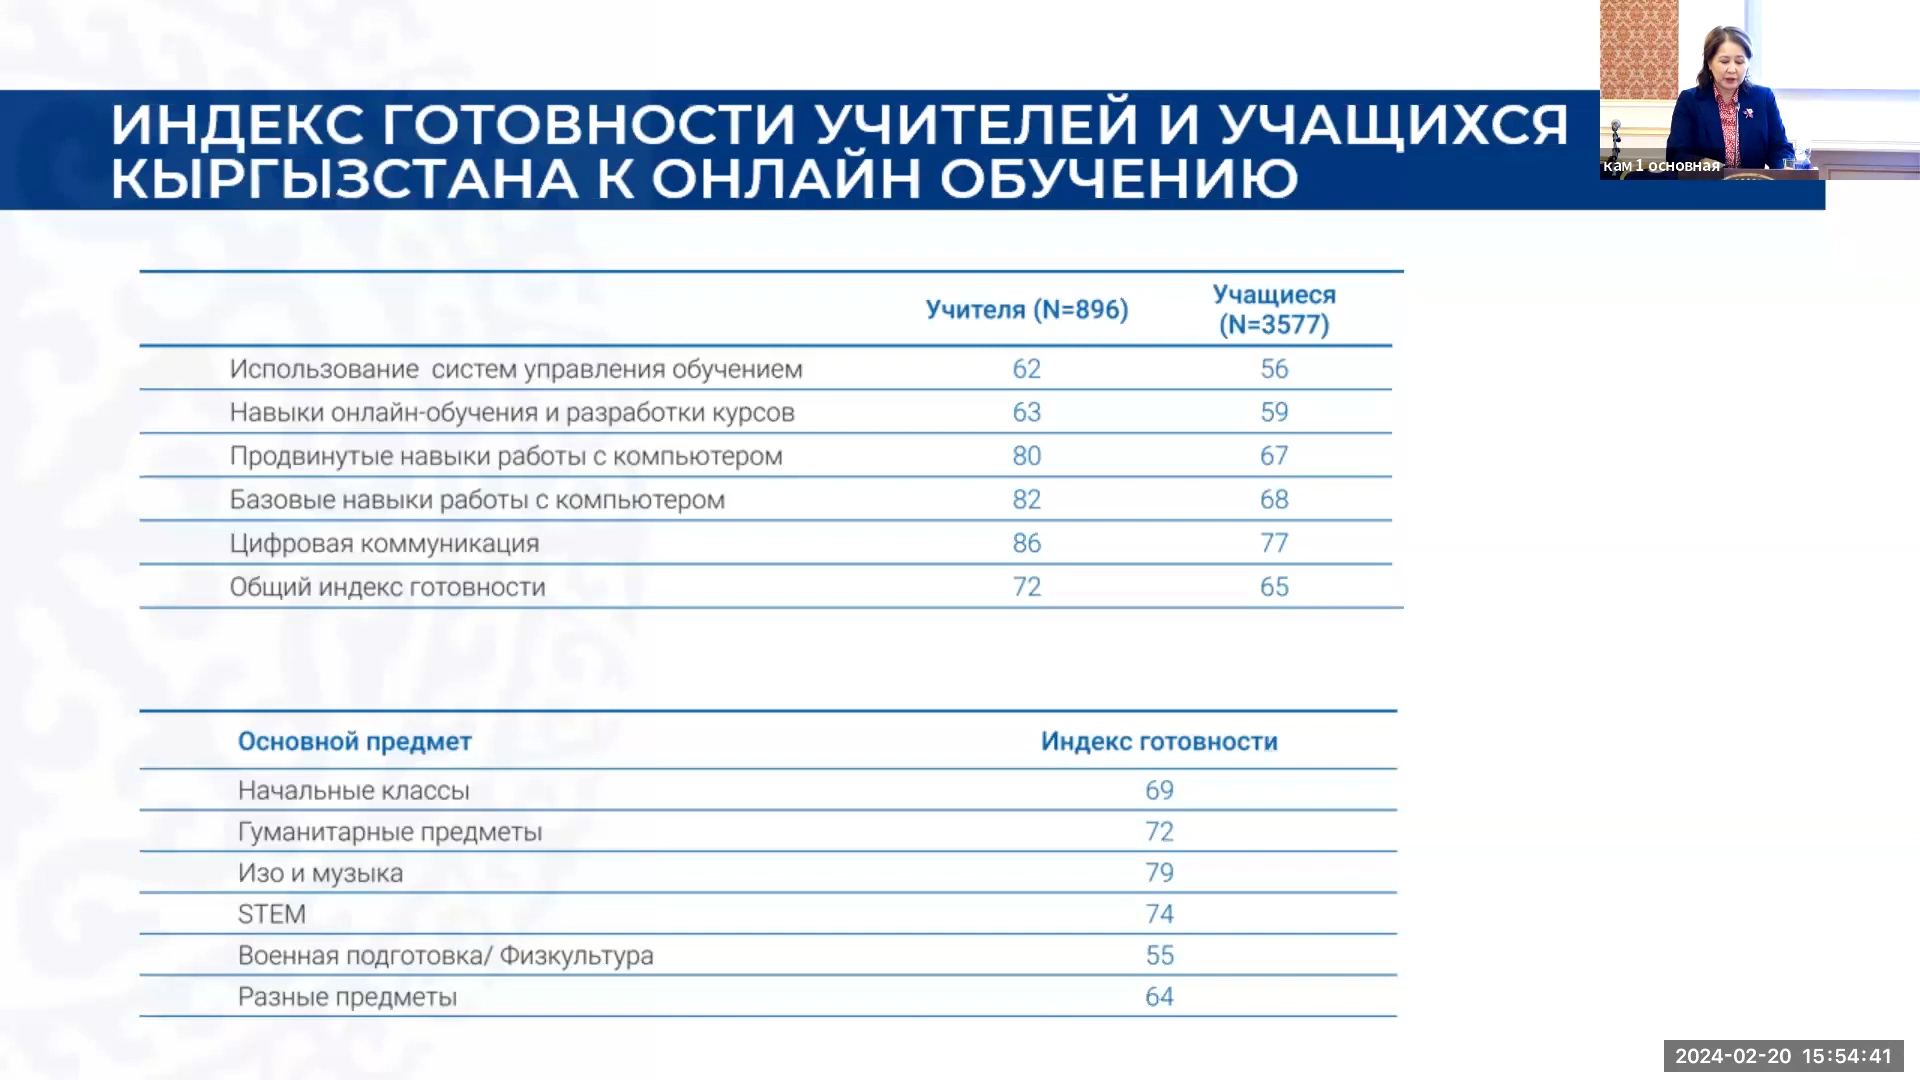 ИНДЕКС ГОТОВНОСТИ УЧИТЕЛЕЙ И УЧАЩИХСЯ
КЫРГЫЗСТАНА К ОНЛАЙН ОБУЧЕНИЮ
кам 1 основная
Учителя (N=896) Учащиеся (N=3577)
Использование систем управления обучением 62 56
Навыки онлайн-обучения и разработки курсов 63 59
Продвинутые навыки работы с компьютером 80 67
Базовые навыки работы с компьютером 82 68
Цифровая коммуникация 86 77
Общий индекс готовности 72 65
Основной предмет Индекс готовности
Начальные классы 69
Гуманитарные предметы 72
Изо и музыка 79
STEM 74
Военная подготовка/ Физкультура 55
Разные предметы 64
2024-02-20 15:54:41